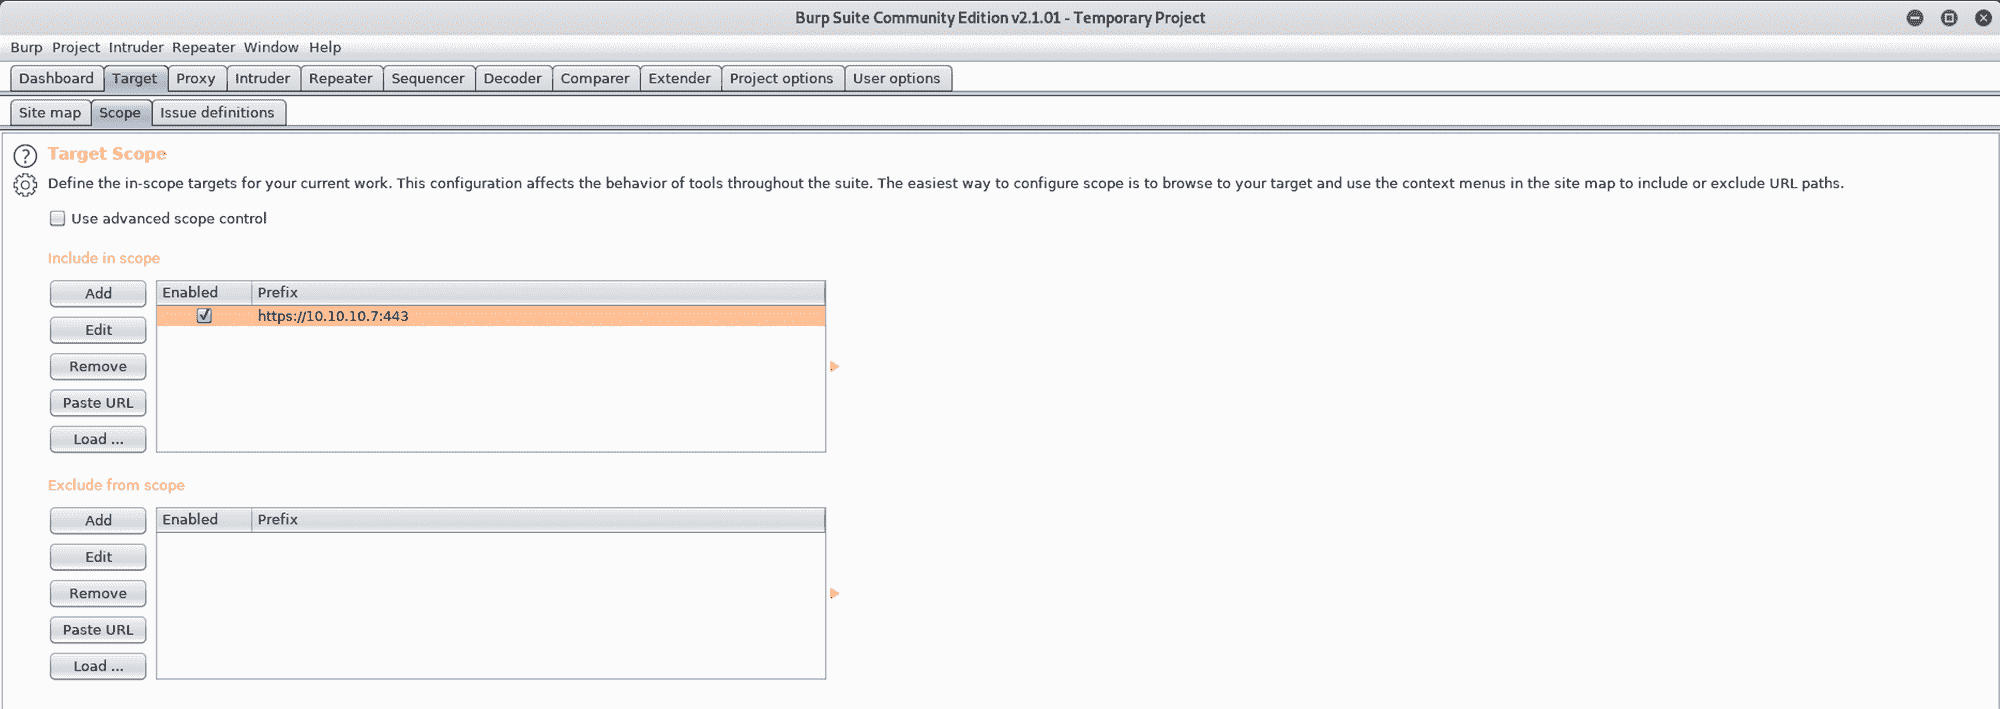 Burp Suite Community Edition v2.1.01 - Temporary Project
Burp Project Intruder Repeater Window Help
Dashboard Target Proxy Intruder Repeater Sequencer Decoder Comparer Extender Project options User options
Site map Scope Issue definitions
? Target Scope
Define the in-scope targets for your current work. This configuration affects the behavior of tools throughout the suite. The easiest way to configure scope is to browse to your target and use the context menus in the site map to include or exclude URL paths.
Use advanced scope control
Include in scope
Add Enabled Prefix
https://10.10.10.7:443
Edit
Remove
Paste URL
Load ...
Exclude from scope
Add Enabled Prefix
Edit
Remove
Paste URL
Load ...